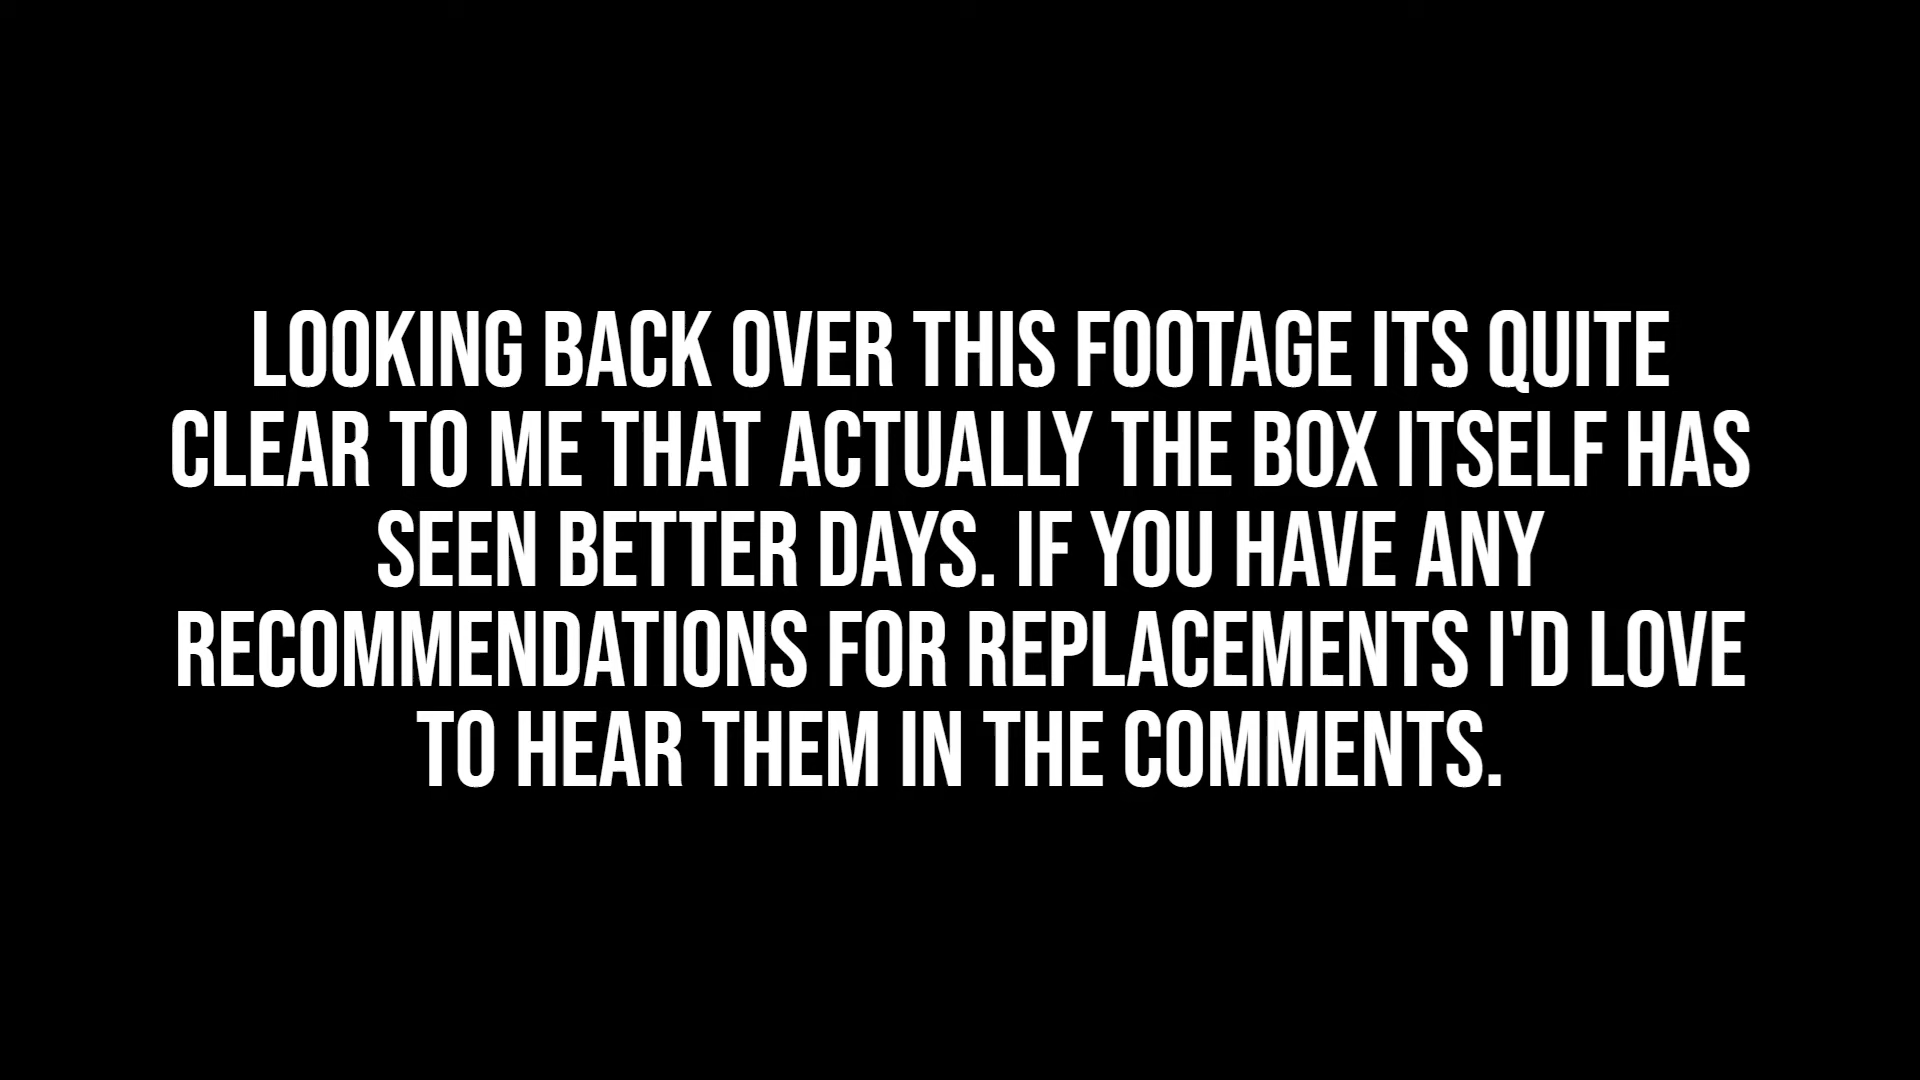 LOOKING BACK OVER THIS FOOTAGE ITS QUITE
CLEAR TO ME THAT ACTUALLY THE BOX ITSELF HAS
SEEN BETTER DAYS. IF YOU HAVE ANY
RECOMMENDATIONS FOR REPLACEMENTS I'D LOVE
TO HEAR THEM IN THE COMMENTS.